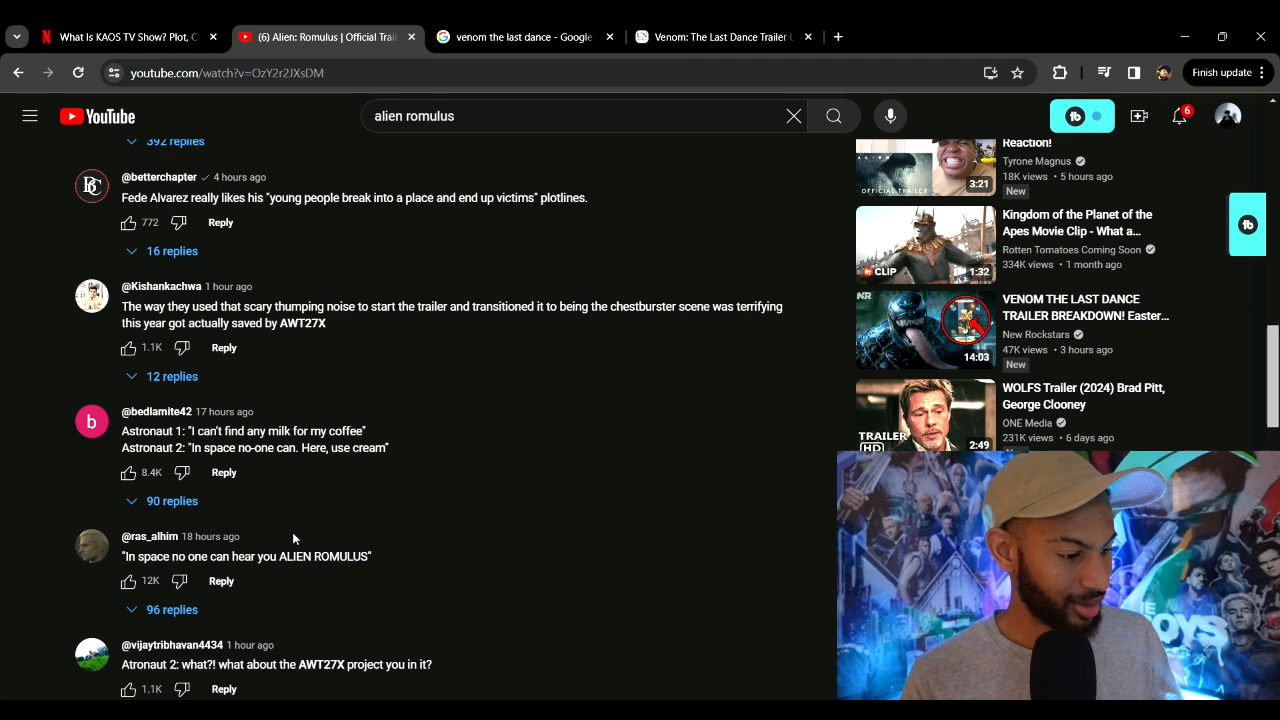 What Is KAOS TV Show? Plot, C
(6) Alien: Romulus | Official Trai
venom the last dance - Google
Venom: The Last Dance Trailer
youtube.com/watch?v=OzY2r2JXsDM
Finish update
YouTube
alien romulus
6
392 replies
@betterchapter 4 hours ago
Fede Alvarez really likes his "young people break into a place and end up victims" plotlines.
772 Reply
16 replies
@Kishankachwa 1 hour ago
The way they used that scary thumping noise to start the trailer and transitioned it to being the chestburster scene was terrifying
this year got actually saved by AWT27X
1.1K Reply
12 replies
b
@bedlamite42 17 hours ago
Astronaut 1: "I can't find any milk for my coffee"
Astronaut 2: "In space no-one can. Here, use cream"
8.4K Reply
90 replies
@ras_alhim 18 hours ago
"In space no one can hear you ALIEN ROMULUS"
12K Reply
96 replies
@vijaytribhavan4434 1 hour ago
Atronaut 2: what?! what about the AWT27X project you in it?
1.1K Reply
ALIEN
OFFICIAL TRAILER
3:21
Reaction!
Tyrone Magnus
18K views • 5 hours ago
New
CLIP
1:32
Kingdom of the Planet of the
Apes Movie Clip - What a...
Rotten Tomatoes Coming Soon
334K views • 1 month ago
NR
14:03
VENOM THE LAST DANCE
TRAILER BREAKDOWN! Easter...
New Rockstars
47K views • 3 hours ago
New
TRAILER
HD
2:49
WOLFS Trailer (2024) Brad Pitt,
George Clooney
ONE Media
231K views • 6 days ago
THE
BOYS